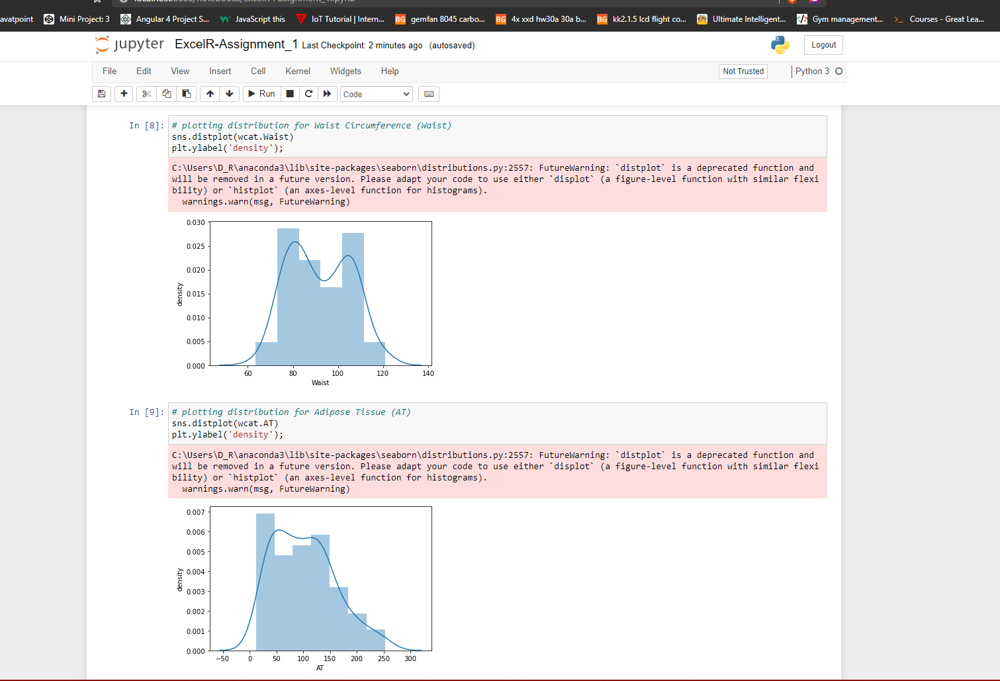 avatpoint Mini Project: 3 Angular 4 Project S... JavaScript this IoT Tutorial | Intern... BG gemfan 8045 carbo... BG 4x xxd hw30a 30a b... BG kk2.1.5 lcd flight co... Ultimate Intelligent... Gym management... Courses - Great Lea...
jupyter ExcelR-Assignment_1 Last Checkpoint: 2 minutes ago (autosaved) Logout
File Edit View Insert Cell Kernel Widgets Help Not Trusted Python 3
Run Code
In [8]: # plotting distribution for Waist Circumference (Waist)
sns.distplot(wcat.Waist)
plt.ylabel('density');
C:\Users\D_R\anaconda3\lib\site-packages\seaborn\distributions.py:2557: FutureWarning: `distplot` is a deprecated function and
will be removed in a future version. Please adapt your code to use either `displot` (a figure-level function with similar flexi
bility) or `histplot` (an axes-level function for histograms).
warnings.warn(msg, FutureWarning)
0.030
0.025
0.020
0.015
0.010
0.005
0.000
density
60 80 100 120 140
Waist
In [9]: # plotting distribution for Adipose Tissue (AT)
sns.distplot(wcat.AT)
plt.ylabel('density');
C:\Users\D_R\anaconda3\lib\site-packages\seaborn\distributions.py:2557: FutureWarning: `distplot` is a deprecated function and
will be removed in a future version. Please adapt your code to use either `displot` (a figure-level function with similar flexi
bility) or `histplot` (an axes-level function for histograms).
warnings.warn(msg, FutureWarning)
0.007
0.006
0.005
0.004
0.003
0.002
0.001
0.000
density
−50 0 50 100 150 200 250 300
AT